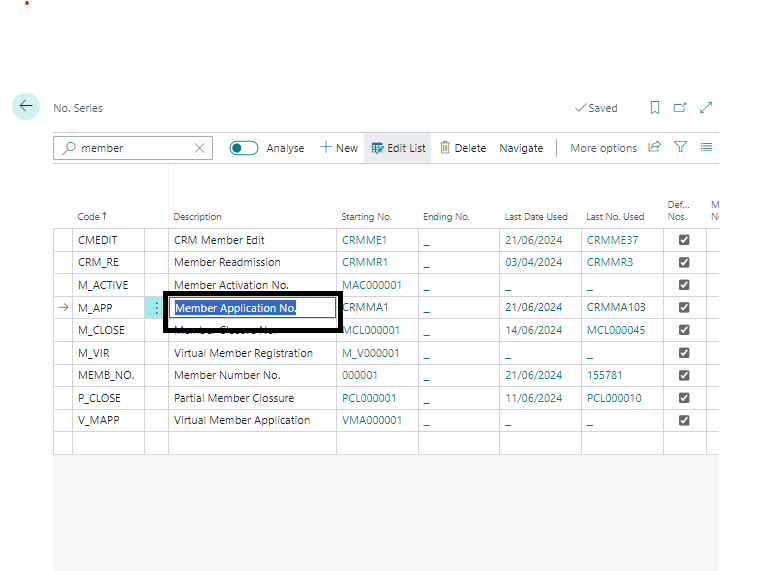 No. Series
Saved
member
Analyse
New
Edit List
Delete
Navigate
More options
Def... M
Code↑ Description Starting No. Ending No. Last Date Used Last No. Used Nos.
CMEDIT CRM Member Edit CRMME1 _ 21/06/2024 CRMME37
CRM_RE Member Readmission CRMMR1 _ 03/04/2024 CRMMR3
M_ACTIVE Member Activation No. MAC000001 _ _ _
M_APP Member Application No. CRMMA1 _ 21/06/2024 CRMMA103
M_CLOSE Member Closure No. MCL000001 _ 14/06/2024 MCL000045
M_VIR Virtual Member Registration M_V000001 _ _ _
MEMB_NO. Member Number No. 000001 _ 21/06/2024 155781
P_CLOSE Partial Member Closure PCL000001 _ 11/06/2024 PCL000010
V_MAPP Virtual Member Application VMA000001 _ _ _